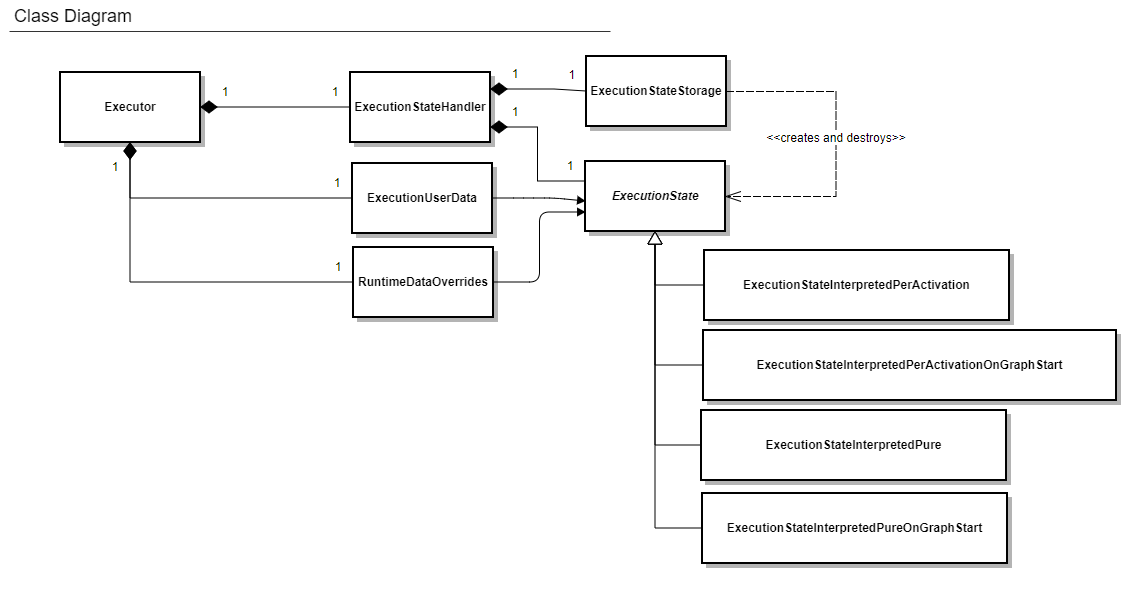 Class Diagram
Executor
1
1
ExecutionStateHandler
1
1
ExecutionStateStorage
<<creates and destroys>>
1
1
ExecutionState
1
1
ExecutionUserData
1
RuntimeDataOverrides
ExecutionStateInterpretedPerActivation
ExecutionStateInterpretedPerActivationOnGraphStart
ExecutionStateInterpretedPure
ExecutionStateInterpretedPureOnGraphStart